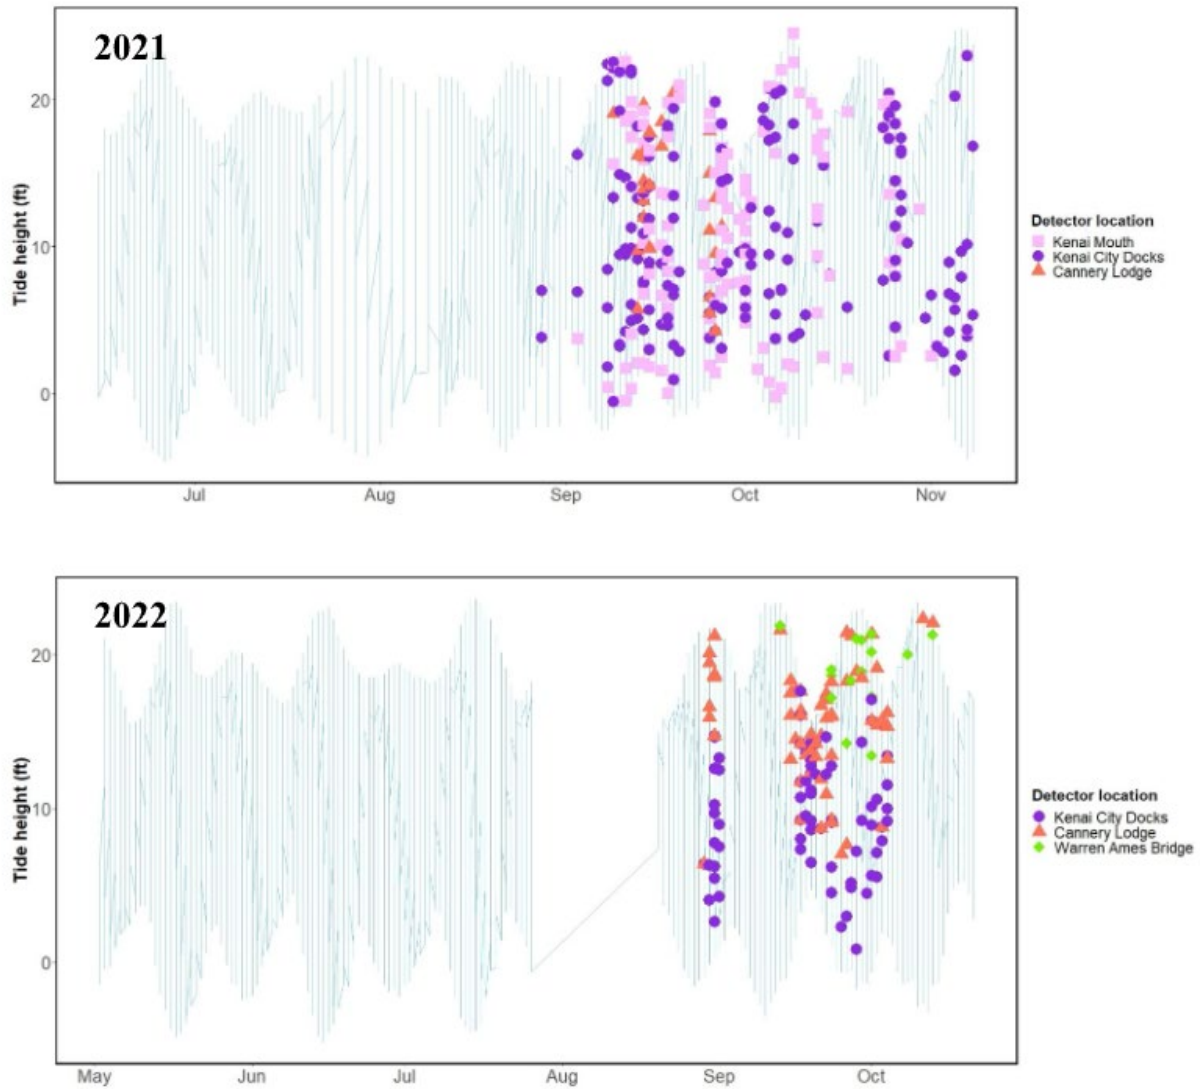 2021
20
10
0
Tide height (ft)
Jul Aug Sep Oct Nov
Detector location
Kenai Mouth
Kenai City Docks
Cannery Lodge
2022
20
10
0
Tide height (ft)
May Jun Jul Aug Sep Oct
Detector location
Kenai City Docks
Cannery Lodge
Warren Ames Bridge